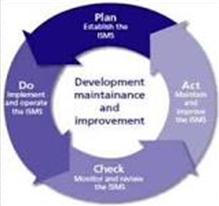 Plan
Establish the
ISMS
Do
Implement
and operate
the ISMS
Development
maintainance
and
improvement
Act
Maintain
and
improve the
ISMS
Check
Monitor and review
the ISMS